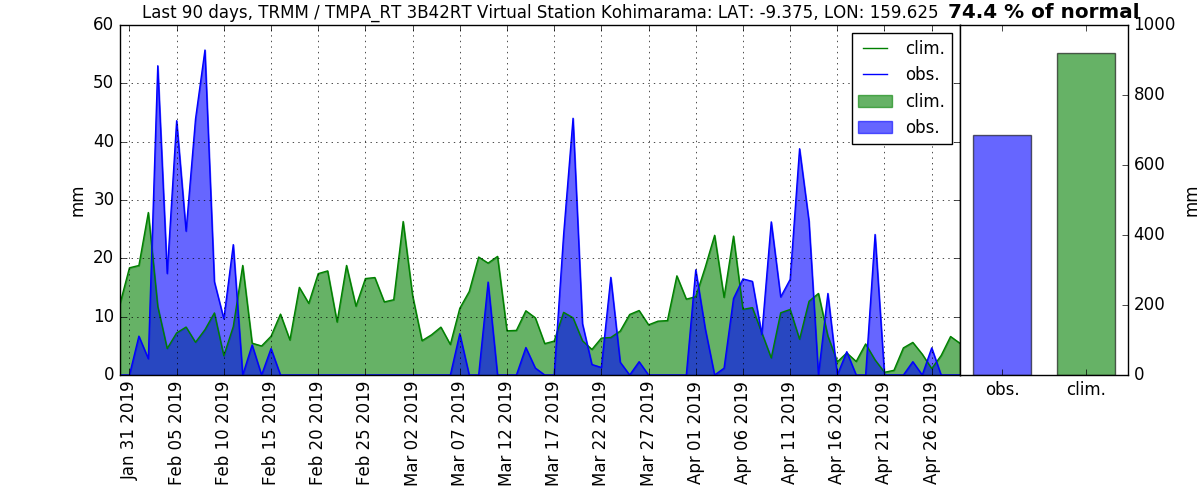 Last 90 days, TRMM / TMPA_RT 3B42RT Virtual Station Kohimarama: LAT: -9.375, LON: 159.625 74.4 % of normal
60
50
40
30
20
10
0
mm
clim.
obs.
clim.
obs.
1000
800
600
400
200
0
mm
obs.
clim.
Jan 31 2019
Feb 05 2019
Feb 10 2019
Feb 15 2019
Feb 20 2019
Feb 25 2019
Mar 02 2019
Mar 07 2019
Mar 12 2019
Mar 17 2019
Mar 22 2019
Mar 27 2019
Apr 01 2019
Apr 06 2019
Apr 11 2019
Apr 16 2019
Apr 21 2019
Apr 26 2019